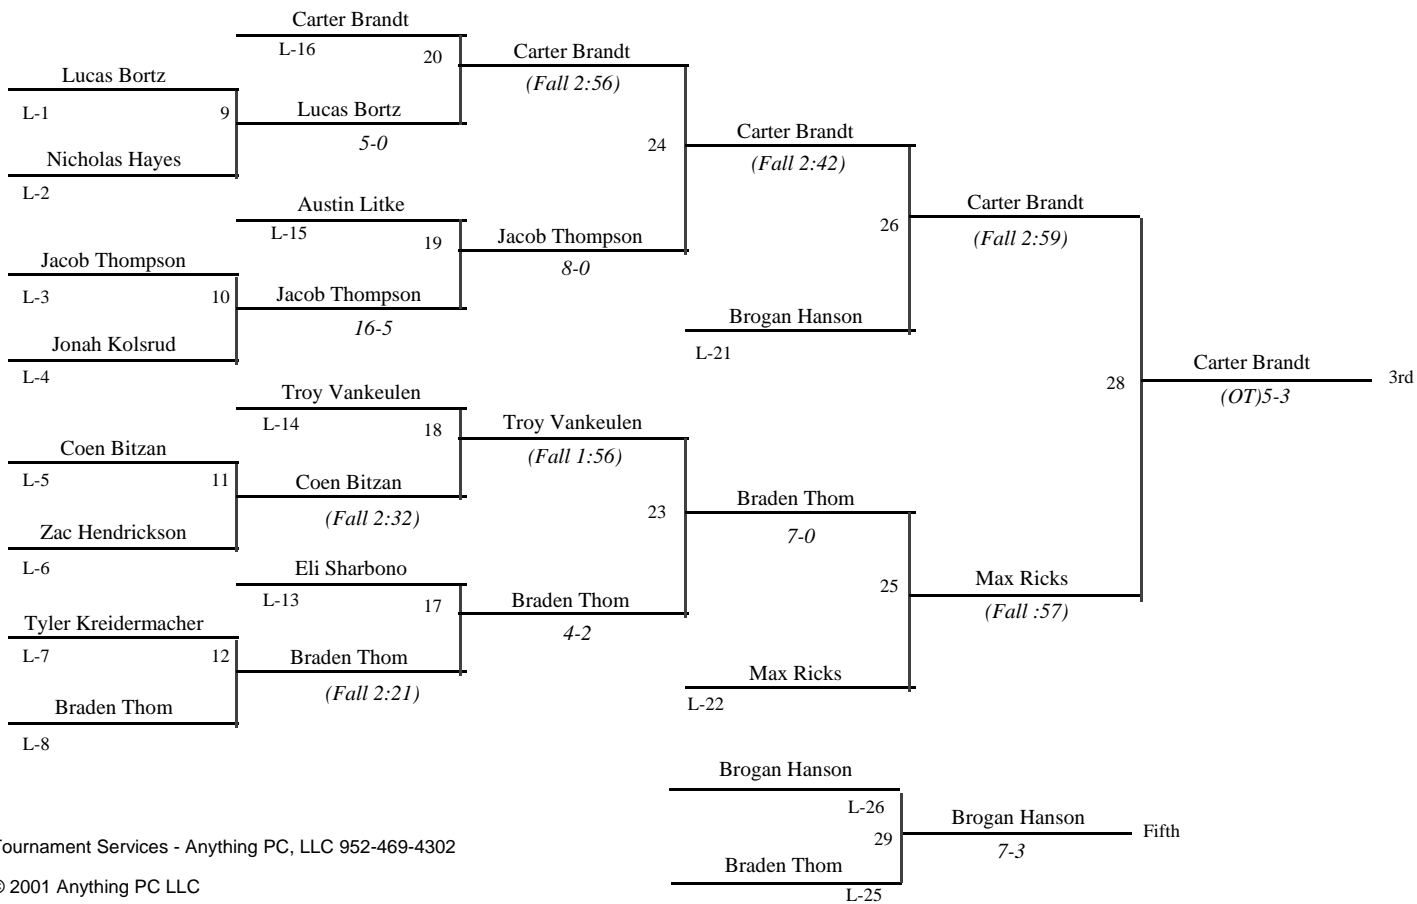 Carter Brandt
L-16
20
Carter Brandt
(Fall 2:56)
Lucas Bortz
L-1
9
Lucas Bortz
5-0
Nicholas Hayes
L-2
24
Carter Brandt
(Fall 2:42)
Austin Litke
L-15
19
Jacob Thompson
8-0
Jacob Thompson
L-3
10
Jacob Thompson
16-5
Jonah Kolsrud
L-4
26
Carter Brandt
(Fall 2:59)
Brogan Hanson
L-21
28
Carter Brandt
(OT)5-3
3rd
Troy Vankeulen
L-14
18
Troy Vankeulen
(Fall 1:56)
Coen Bitzan
L-5
11
Coen Bitzan
(Fall 2:32)
Zac Hendrickson
L-6
23
Braden Thom
7-0
Eli Sharbono
L-13
17
Braden Thom
4-2
Tyler Kreidermacher
L-7
12
Braden Thom
(Fall 2:21)
Braden Thom
L-8
25
Max Ricks
(Fall :57)
Max Ricks
L-22
Brogan Hanson
L-26
29
Brogan Hanson
7-3
Fifth
Braden Thom
L-25
Tournament Services - Anything PC, LLC 952-469-4302
© 2001 Anything PC LLC